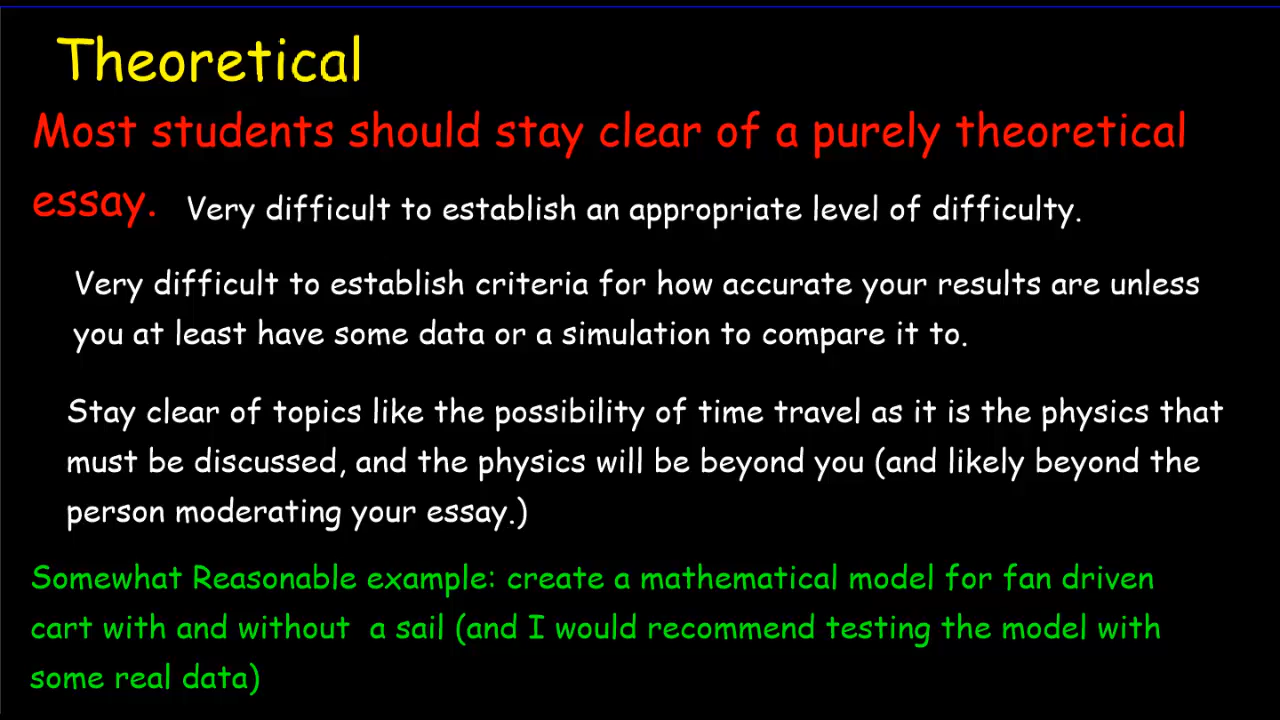 Theoretical
Most students should stay clear of a purely theoretical
essay. Very difficult to establish an appropriate level of difficulty.
Very difficult to establish criteria for how accurate your results are unless
you at least have some data or a simulation to compare it to.
Stay clear of topics like the possibility of time travel as it is the physics that
must be discussed, and the physics will be beyond you (and likely beyond the
person moderating your essay.)
Somewhat Reasonable example: create a mathematical model for fan driven
cart with and without a sail (and I would recommend testing the model with
some real data)